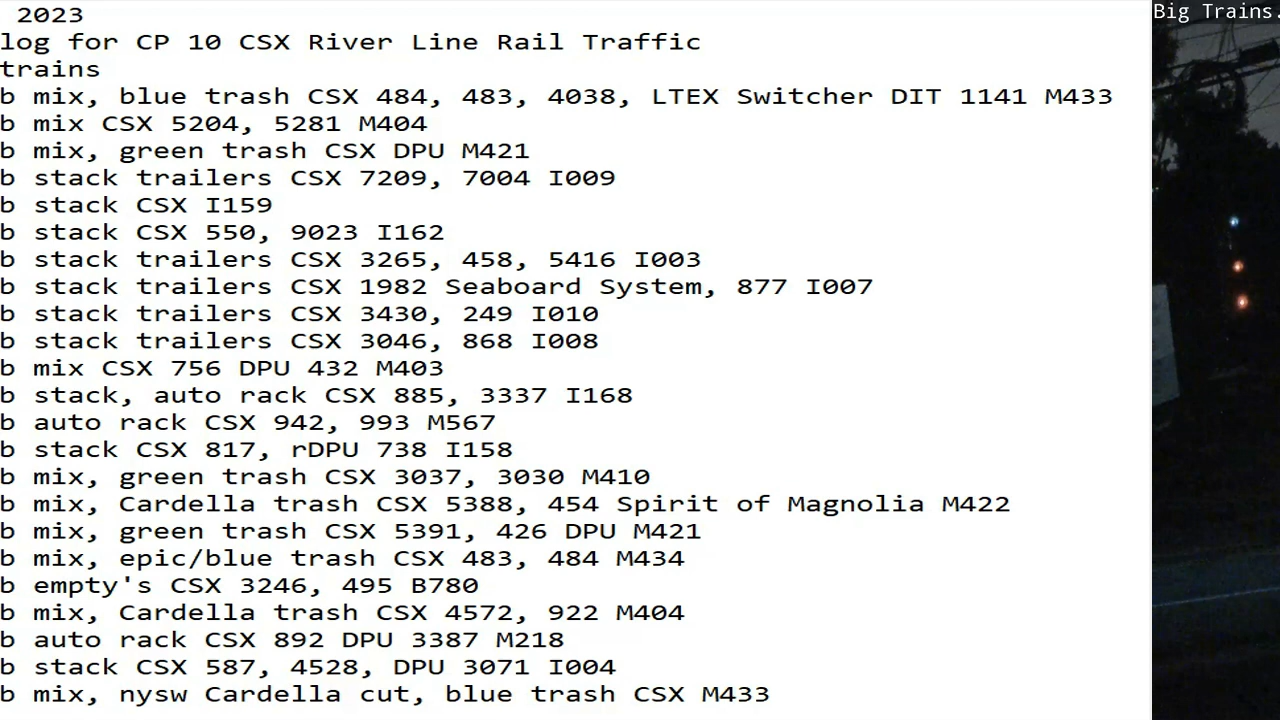 2023
log for CP 10 CSX River Line Rail Traffic
trains
b mix, blue trash CSX 484, 483, 4038, LTEX Switcher DIT 1141 M433
b mix CSX 5204, 5281 M404
b mix, green trash CSX DPU M421
b stack trailers CSX 7209, 7004 I009
b stack CSX I159
b stack CSX 550, 9023 I162
b stack trailers CSX 3265, 458, 5416 I003
b stack trailers CSX 1982 Seaboard System, 877 I007
b stack trailers CSX 3430, 249 I010
b stack trailers CSX 3046, 868 I008
b mix CSX 756 DPU 432 M403
b stack, auto rack CSX 885, 3337 I168
b auto rack CSX 942, 993 M567
b stack CSX 817, rDPU 738 I158
b mix, green trash CSX 3037, 3030 M410
b mix, Cardella trash CSX 5388, 454 Spirit of Magnolia M422
b mix, green trash CSX 5391, 426 DPU M421
b mix, epic/blue trash CSX 483, 484 M434
b empty's CSX 3246, 495 B780
b mix, Cardella trash CSX 4572, 922 M404
b auto rack CSX 892 DPU 3387 M218
b stack CSX 587, 4528, DPU 3071 I004
b mix, nysw Cardella cut, blue trash CSX M433
Big Trains.